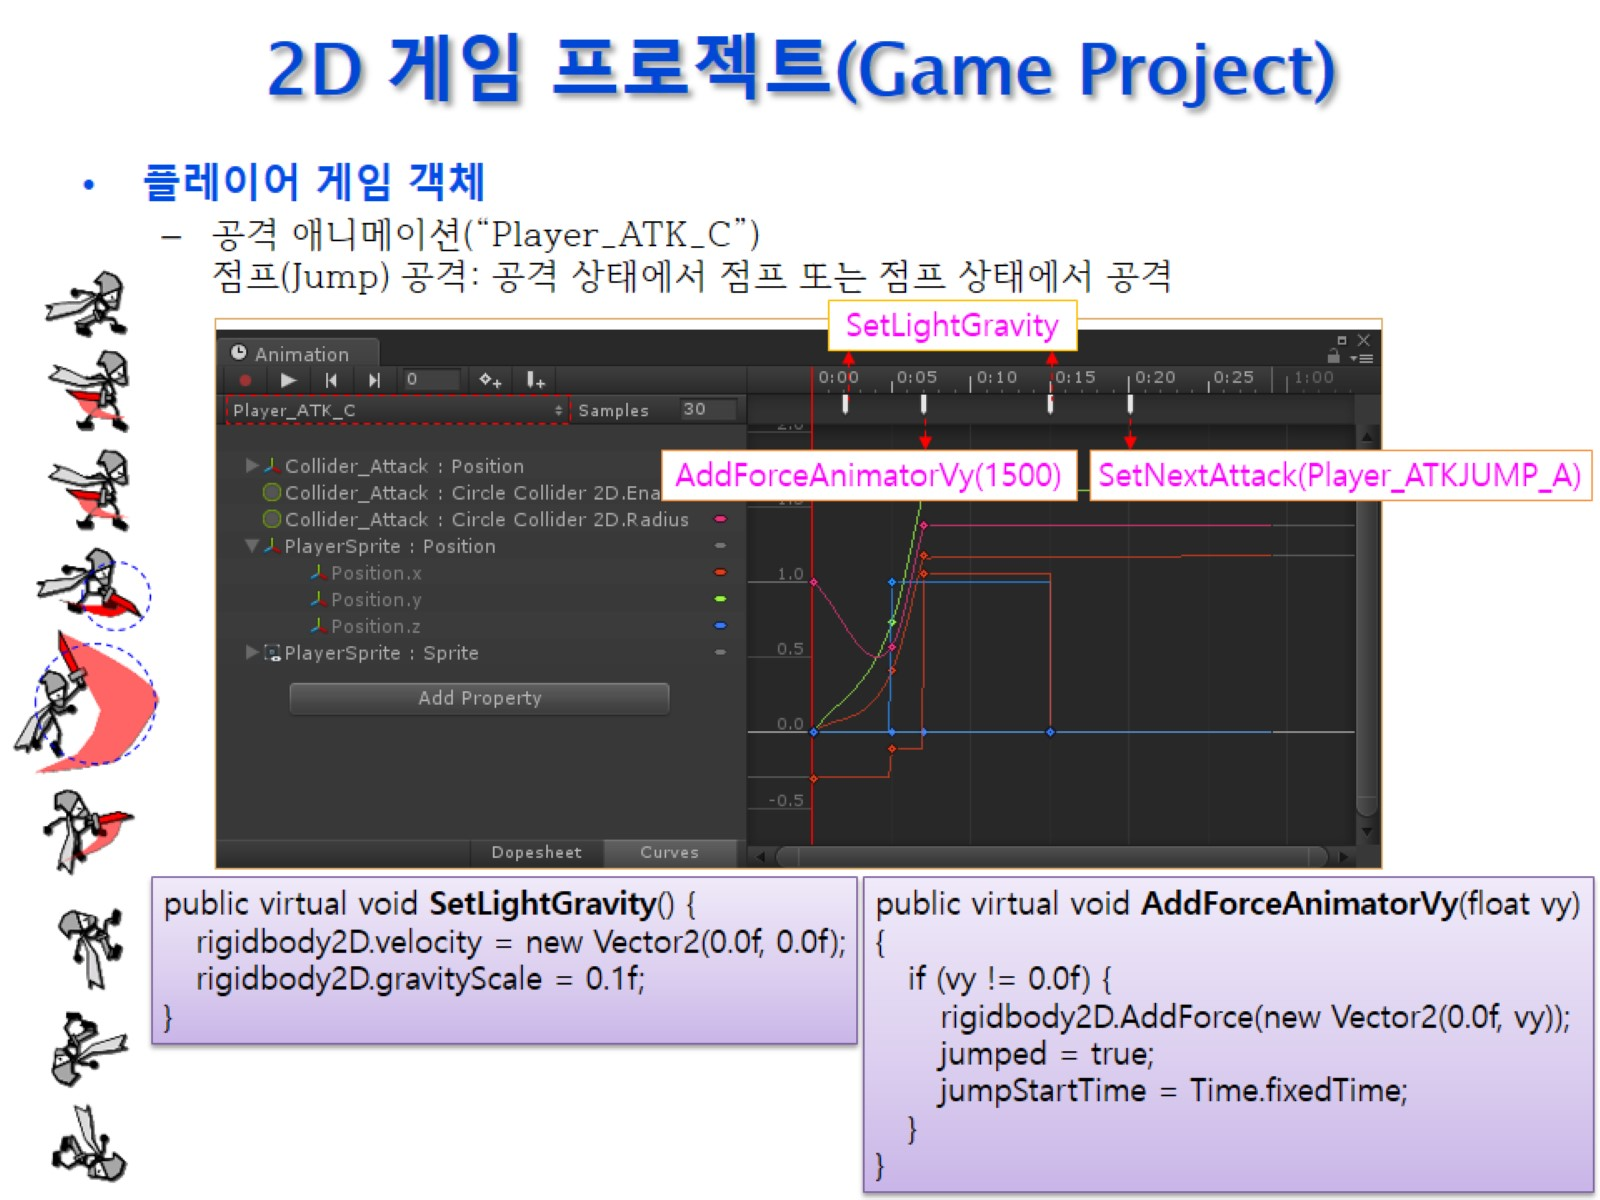 2D 게임 프로젝트(Game Project)
• 플레이어 게임 객체
– 공격 애니메이션(“Player_ATK_C”)
점프(Jump) 공격: 공격 상태에서 점프 또는 점프 상태에서 공격
SetLightGravity
Animation
0
0:00 0:05 0:10 0:15 0:20 0:25 1:00
Player_ATK_C Samples 30
Collider_Attack : Position
Collider_Attack : Circle Collider 2D.Ena
Collider_Attack : Circle Collider 2D.Radius
PlayerSprite : Position
Position.x
Position.y
Position.z
PlayerSprite : Sprite
Add Property
Dopesheet Curves
AddForceAnimatorVy(1500)
SetNextAttack(Player_ATKJUMP_A)
1.0
0.5
0.0
-0.5
public virtual void SetLightGravity() {
rigidbody2D.velocity = new Vector2(0.0f, 0.0f);
rigidbody2D.gravityScale = 0.1f;
}
public virtual void AddForceAnimatorVy(float vy)
{
if (vy != 0.0f) {
rigidbody2D.AddForce(new Vector2(0.0f, vy));
jumped = true;
jumpStartTime = Time.fixedTime;
}
}